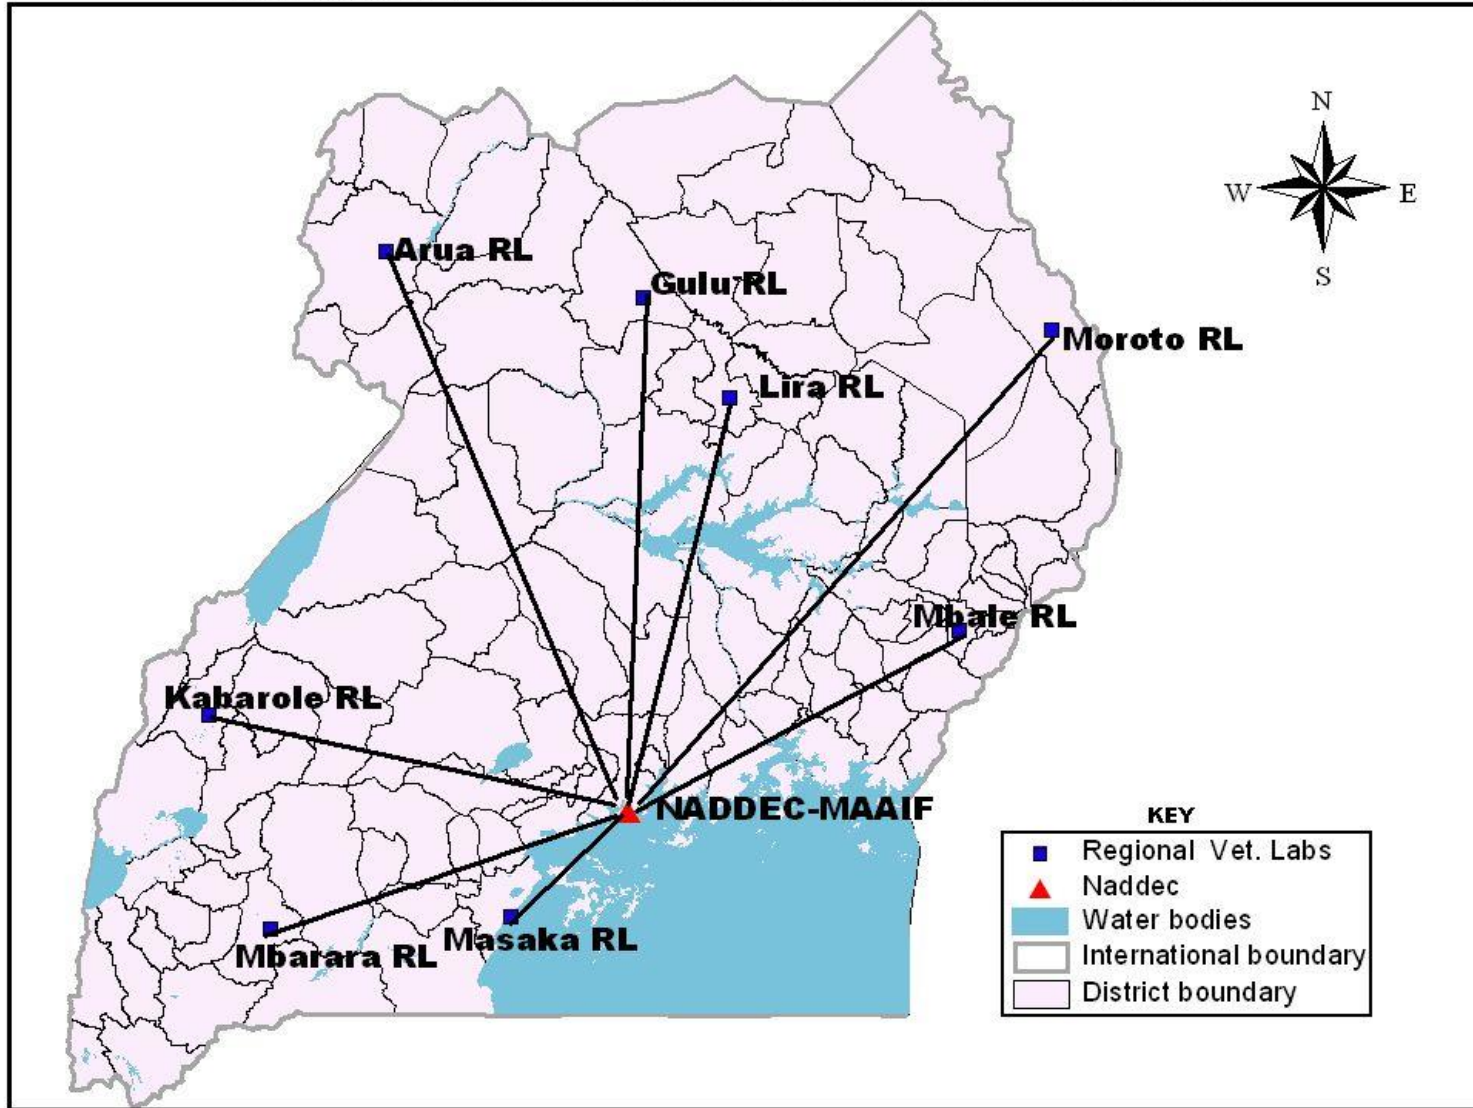 N
W E
S
Arua RL
Gulu RL
Moroto RL
Lira RL
Mbale RL
Kabarole RL
NADDEC-MAAIF
Mbarara RL
Masaka RL
KEY
Regional Vet. Labs
Naddec
Water bodies
International boundary
District boundary